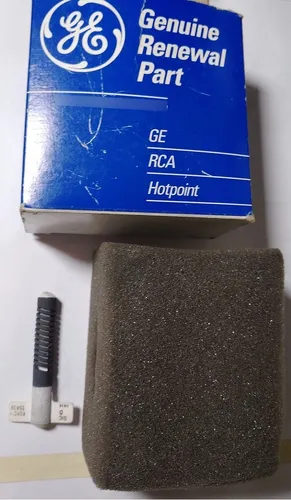 GE
Genuine
Renewal
Part
GE
RCA
Hotpoint